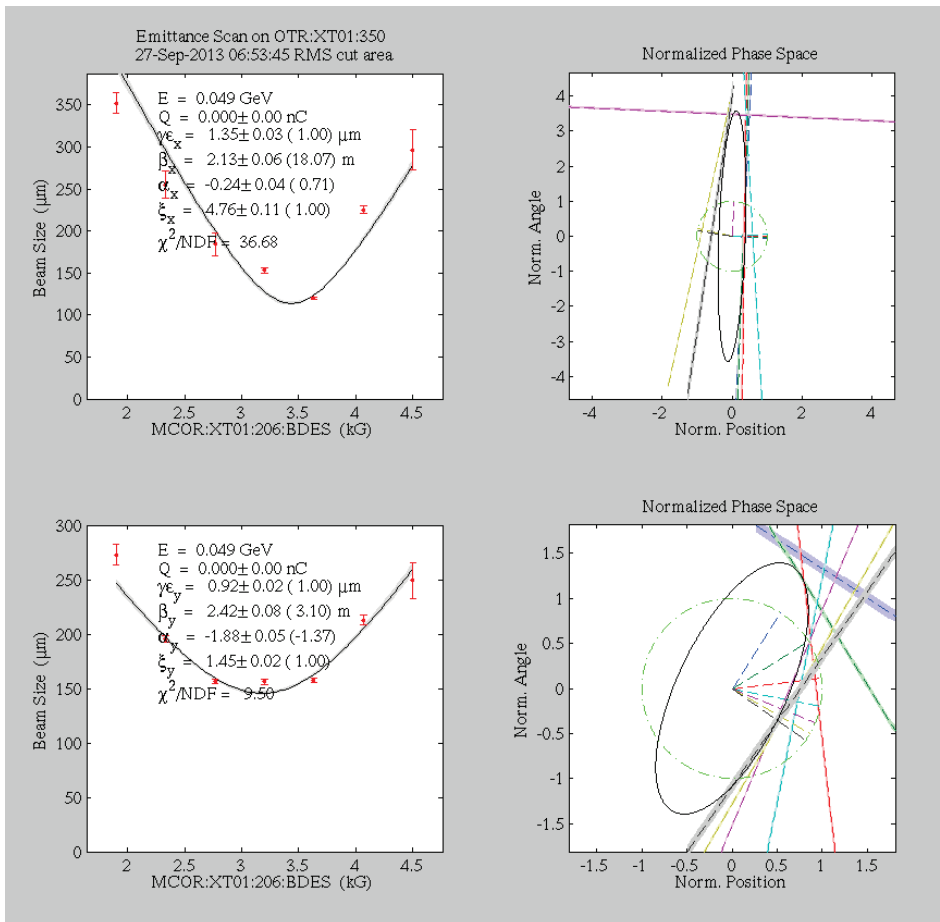 Emittance Scan on OTR:XT01:350
27-Sep-2013 06:53:45 RMS cut area
E = 0.049 GeV
Q = 0.000± 0.00 nC
γε_x = 1.35± 0.03 ( 1.00) μm
β_x = 2.13± 0.06 (18.07) m
α_x = -0.24± 0.04 ( 0.71)
ξ_x = 4.76± 0.11 ( 1.00)
χ²/NDF = 36.68
Beam Size (μm)
350
300
250
200
150
100
50
0
2 2.5 3 3.5 4 4.5
MCOR:XT01:206:BDES (kG)
Normalized Phase Space
Norm. Angle
4
3
2
1
0
-1
-2
-3
-4
-4 -2 0 2 4
Norm. Position
E = 0.049 GeV
Q = 0.000± 0.00 nC
γε_y = 0.92± 0.02 ( 1.00) μm
β_y = 2.42± 0.08 ( 3.10) m
α_y = -1.88± 0.05 (-1.37)
ξ_y = 1.45± 0.02 ( 1.00)
χ²/NDF = 9.50
Beam Size (μm)
300
250
200
150
100
50
0
2 2.5 3 3.5 4 4.5
MCOR:XT01:206:BDES (kG)
Normalized Phase Space
Norm. Angle
1.5
1
0.5
0
-0.5
-1
-1.5
-1.5 -1 -0.5 0 0.5 1 1.5
Norm. Position